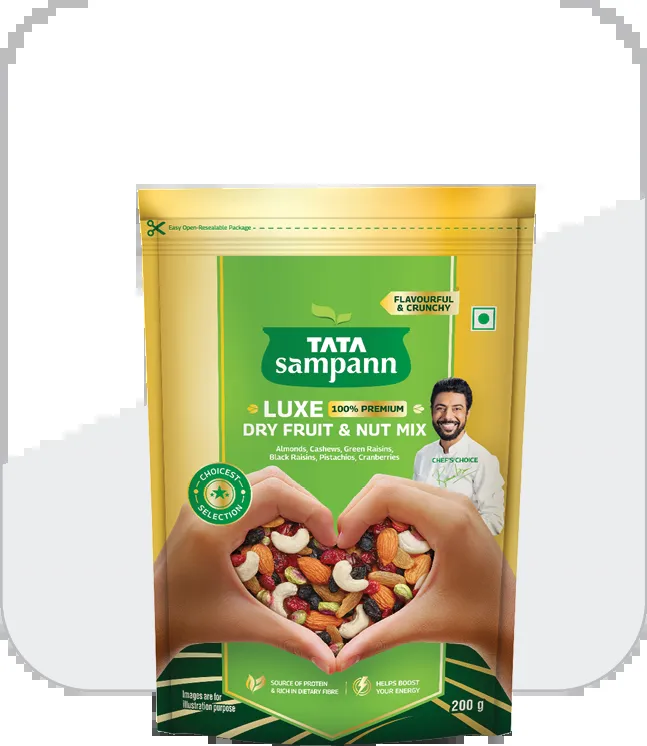 Easy Open-Resealable Package
FLAVOURFUL
& CRUNCHY
TATA
sampann
LUXE 100% PREMIUM
DRY FRUIT & NUT MIX
Almonds, Cashews, Green Raisins,
Black Raisins, Pistachios, Cranberries
CHEF'S CHOICE
CHOICEST
SELECTION
SOURCE OF PROTEIN
& RICH IN DIETARY FIBRE
HELPS BOOST
YOUR ENERGY
Images are for
illustration purpose
200 g